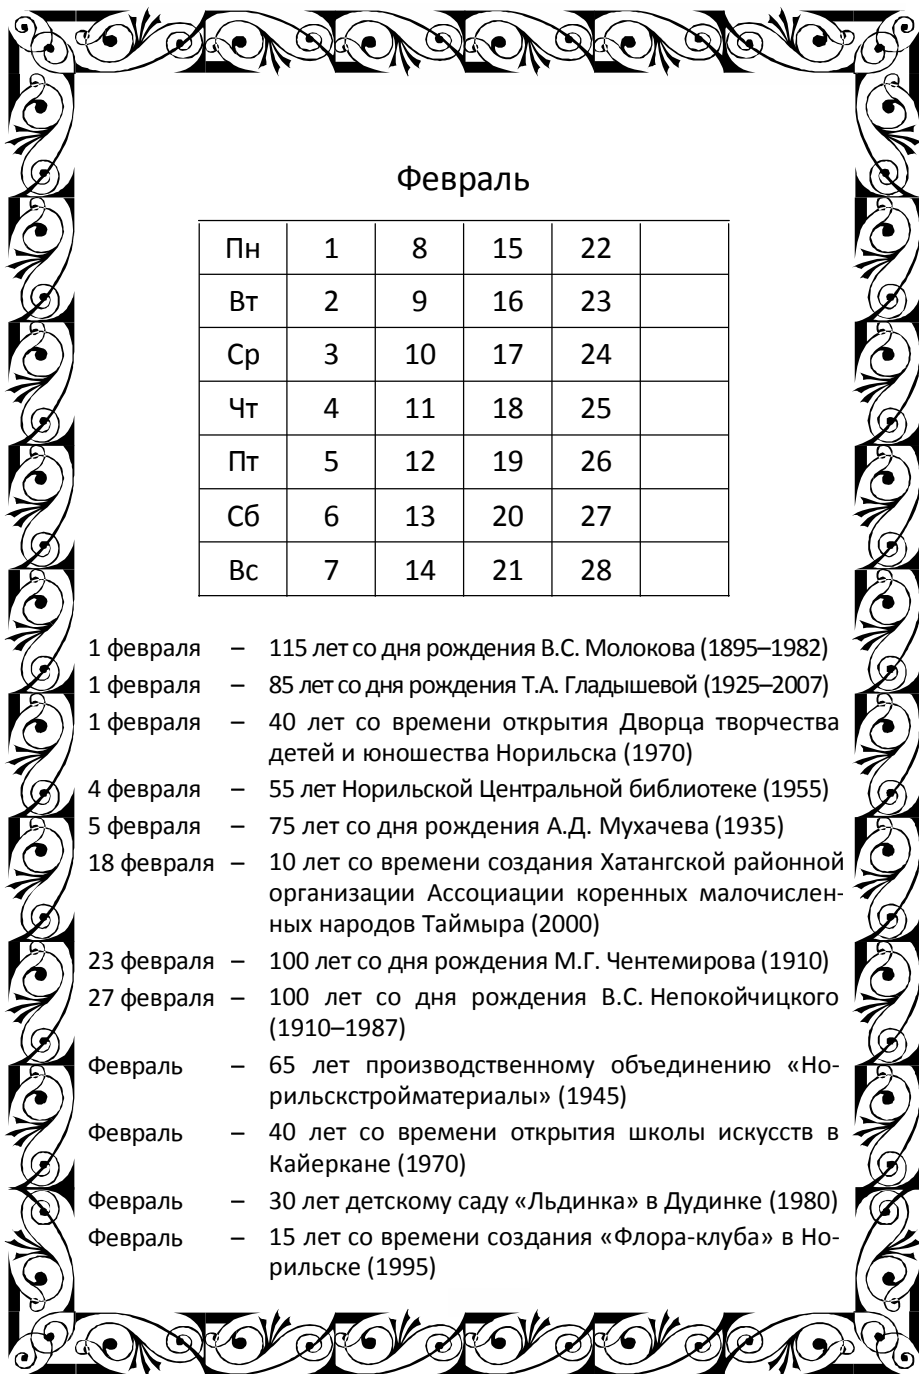 Февраль
Пн 1 8 15 22
Вт 2 9 16 23
Ср 3 10 17 24
Чт 4 11 18 25
Пт 5 12 19 26
Сб 6 13 20 27
Вс 7 14 21 28
1 февраля – 115 лет со дня рождения В.С. Молокова (1895–1982)
1 февраля – 85 лет со дня рождения Т.А. Гладышевой (1925–2007)
1 февраля – 40 лет со времени открытия Дворца творчества
детей и юношества Норильска (1970)
4 февраля – 55 лет Норильской Центральной библиотеке (1955)
5 февраля – 75 лет со дня рождения А.Д. Мухачева (1935)
18 февраля – 10 лет со времени создания Хатангской районной
организации Ассоциации коренных малочислен-
ных народов Таймыра (2000)
23 февраля – 100 лет со дня рождения М.Г. Чентемирова (1910)
27 февраля – 100 лет со дня рождения В.С. Непокойчицкого
(1910–1987)
Февраль – 65 лет производственному объединению «Но-
рильскстройматериалы» (1945)
Февраль – 40 лет со времени открытия школы искусств в
Кайеркане (1970)
Февраль – 30 лет детскому саду «Льдинка» в Дудинке (1980)
Февраль – 15 лет со времени создания «Флора-клуба» в Но-
рильске (1995)